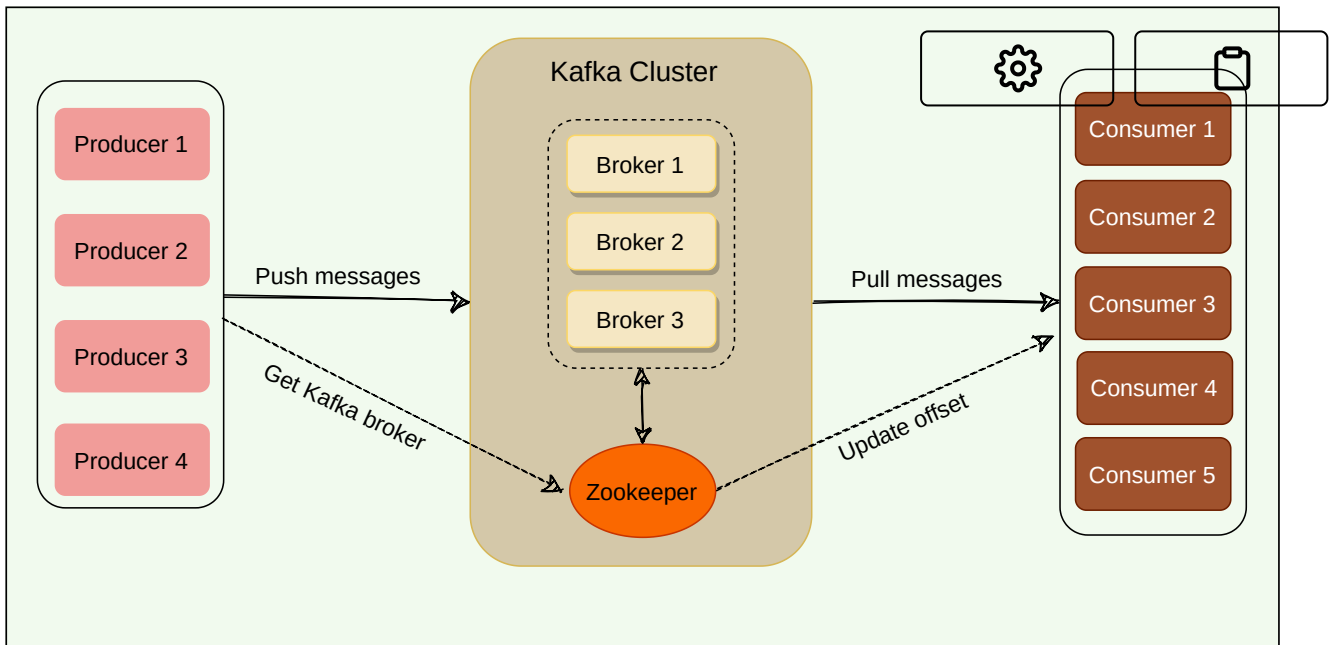 Kafka Cluster
Producer 1
Producer 2
Producer 3
Producer 4
Push messages
Get Kafka broker
Broker 1
Broker 2
Broker 3
Zookeeper
Pull messages
Update offset
Consumer 1
Consumer 2
Consumer 3
Consumer 4
Consumer 5